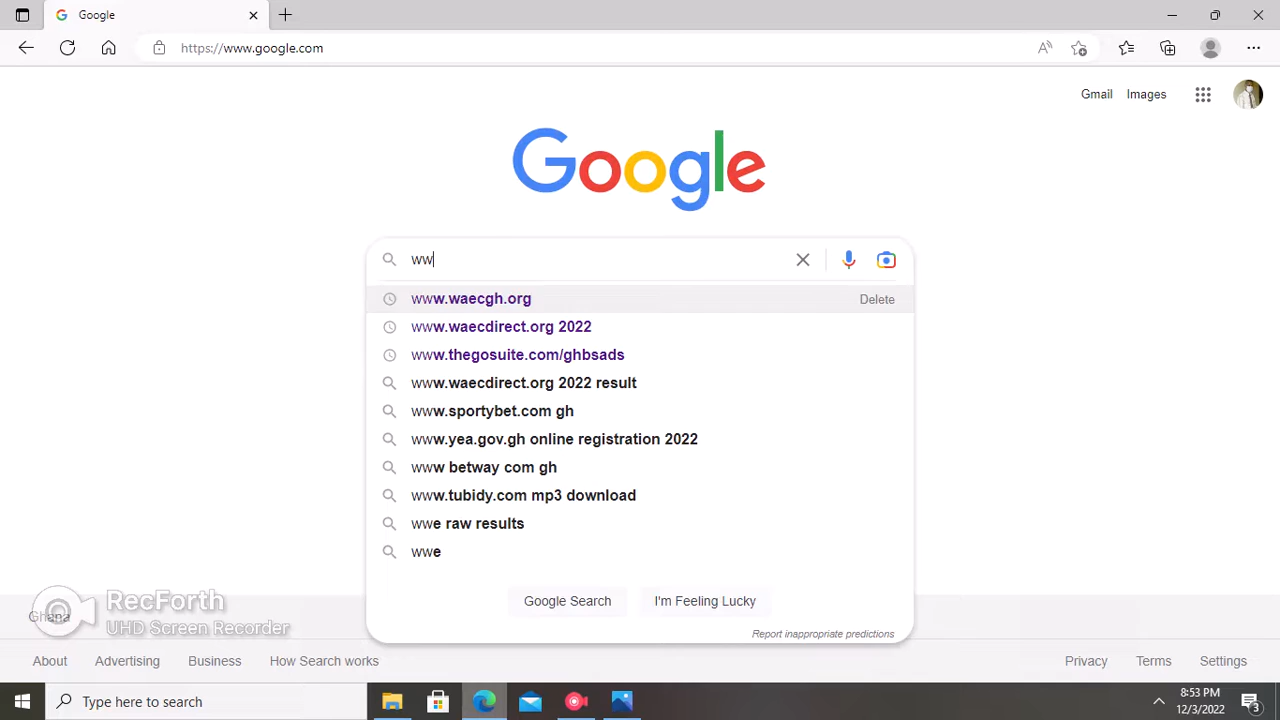 Google
https://www.google.com
Gmail Images
Google
ww
www.waecgh.org Delete
www.waecdirect.org 2022
www.thegosuite.com/ghbsads
www.waecdirect.org 2022 result
www.sportybet.com gh
www.yea.gov.gh online registration 2022
www betway com gh
www.tubidy.com mp3 download
wwe raw results
wwe
Google Search I'm Feeling Lucky
Report inappropriate predictions
Ghana
RecForth
UHD Screen Recorder
About Advertising Business How Search works Privacy Terms Settings
Type here to search
8:53 PM
12/3/2022
3